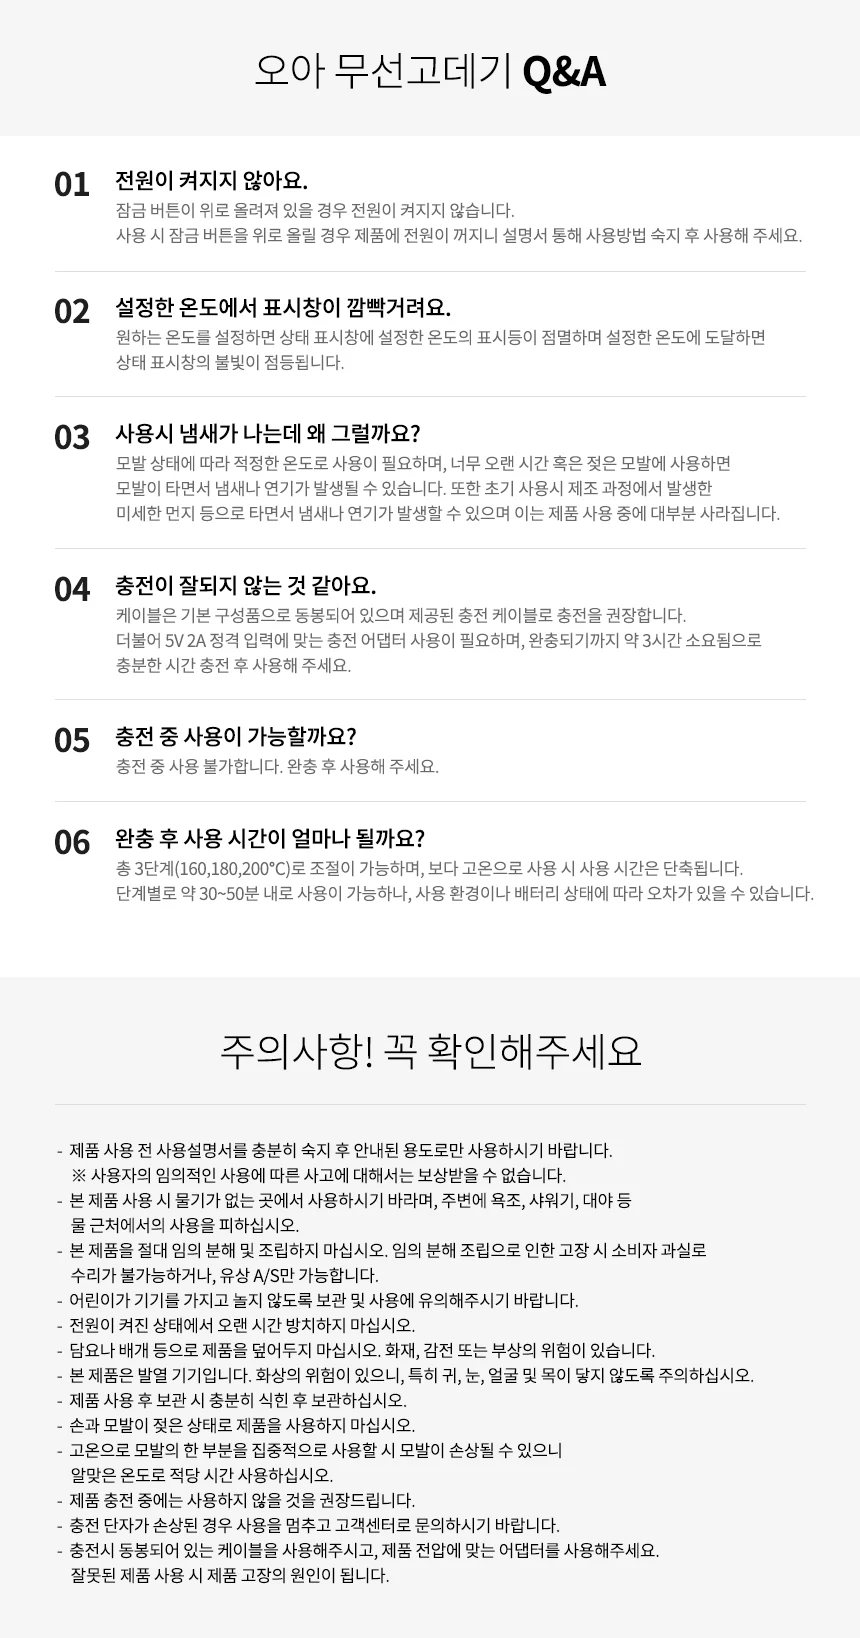 오아 무선고데기 Q&A
01 전원이 켜지지 않아요.
잠금 버튼이 위로 올려져 있을 경우 전원이 켜지지 않습니다.
사용 시 잠금 버튼을 위로 올릴 경우 제품에 전원이 꺼지니 설명서 통해 사용방법 숙지 후 사용해 주세요.
02 설정한 온도에서 표시창이 깜빡거려요.
원하는 온도를 설정하면 상태 표시창에 설정한 온도의 표시등이 점멸하며 설정한 온도에 도달하면
상태 표시창의 불빛이 점등됩니다.
03 사용시 냄새가 나는데 왜 그럴까요?
모발 상태에 따라 적정한 온도로 사용이 필요하며, 너무 오랜 시간 혹은 젖은 모발에 사용하면
모발이 타면서 냄새나 연기가 발생될 수 있습니다. 또한 초기 사용시 제조 과정에서 발생한
미세한 먼지 등으로 타면서 냄새나 연기가 발생할 수 있으며 이는 제품 사용 중에 대부분 사라집니다.
04 충전이 잘되지 않는 것 같아요.
케이블은 기본 구성품으로 동봉되어 있으며 제공된 충전 케이블로 충전을 권장합니다.
더불어 5V 2A 정격 입력에 맞는 충전 어댑터 사용이 필요하며, 완충되기까지 약 3시간 소요됨으로
충분한 시간 충전 후 사용해 주세요.
05 충전 중 사용이 가능할까요?
충전 중 사용 불가합니다. 완충 후 사용해 주세요.
06 완충 후 사용 시간이 얼마나 될까요?
총 3단계(160,180,200°C)로 조절이 가능하며, 보다 고온으로 사용 시 사용 시간은 단축됩니다.
단계별로 약 30~50분 내로 사용이 가능하나, 사용 환경이나 배터리 상태에 따라 오차가 있을 수 있습니다.
주의사항! 꼭 확인해주세요
- 제품 사용 전 사용설명서를 충분히 숙지 후 안내된 용도로만 사용하시기 바랍니다.
※ 사용자의 임의적인 사용에 따른 사고에 대해서는 보상받을 수 없습니다.
- 본 제품 사용 시 물기가 없는 곳에서 사용하시기 바라며, 주변에 욕조, 샤워기, 대야 등
물 근처에서의 사용을 피하십시오.
- 본 제품을 절대 임의 분해 및 조립하지 마십시오. 임의 분해 조립으로 인한 고장 시 소비자 과실로
수리가 불가능하거나, 유상 A/S만 가능합니다.
- 어린이가 기기를 가지고 놀지 않도록 보관 및 사용에 유의해주시기 바랍니다.
- 전원이 켜진 상태에서 오랜 시간 방치하지 마십시오.
- 담요나 배개 등으로 제품을 덮어두지 마십시오. 화재, 감전 또는 부상의 위험이 있습니다.
- 본 제품은 발열 기기입니다. 화상의 위험이 있으니, 특히 귀, 눈, 얼굴 및 목이 닿지 않도록 주의하십시오.
- 제품 사용 후 보관 시 충분히 식힌 후 보관하십시오.
- 손과 모발이 젖은 상태로 제품을 사용하지 마십시오.
- 고온으로 모발의 한 부분을 집중적으로 사용할 시 모발이 손상될 수 있으니
알맞은 온도로 적당 시간 사용하십시오.
- 제품 충전 중에는 사용하지 않을 것을 권장드립니다.
- 충전 단자가 손상된 경우 사용을 멈추고 고객센터로 문의하시기 바랍니다.
- 충전시 동봉되어 있는 케이블을 사용해주시고, 제품 전압에 맞는 어댑터를 사용해주세요.
잘못된 제품 사용 시 제품 고장의 원인이 됩니다.